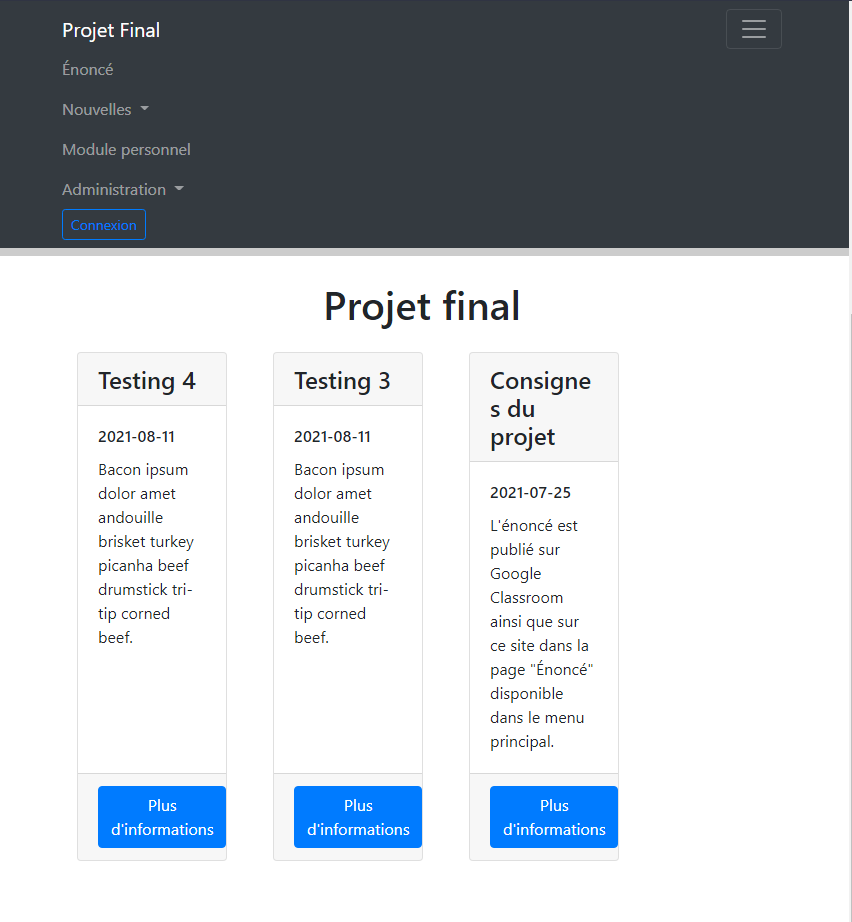 Projet Final
Énoncé
Nouvelles
Module personnel
Administration
Connexion
Projet final
Testing 4
2021-08-11
Bacon ipsum
dolor amet
andouille
brisket turkey
picanha beef
drumstick tri-
tip corned
beef.
Plus
d'informations
Testing 3
2021-08-11
Bacon ipsum
dolor amet
andouille
brisket turkey
picanha beef
drumstick tri-
tip corned
beef.
Plus
d'informations
Consigne
s du
projet
2021-07-25
L'énoncé est
publié sur
Google
Classroom
ainsi que sur
ce site dans la
page "Énoncé"
disponible
dans le menu
principal.
Plus
d'informations